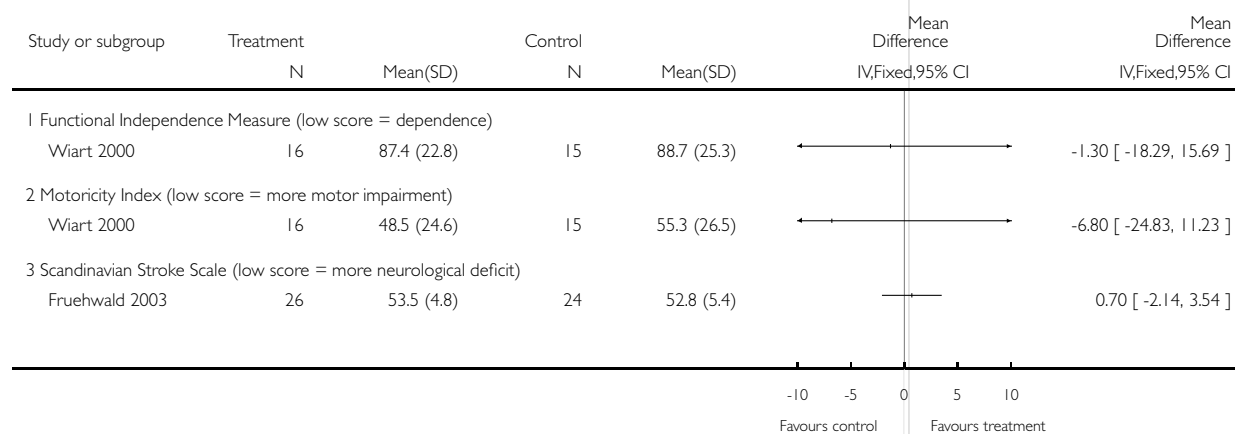 Study or subgroup Treatment Control Mean Difference Mean Difference
N Mean(SD) N Mean(SD) IV,Fixed,95% CI IV,Fixed,95% CI
1 Functional Independence Measure (low score = dependence)
Wiart 2000 16 87.4 (22.8) 15 88.7 (25.3) -1.30 [ -18.29, 15.69 ]
2 Motoricity Index (low score = more motor impairment)
Wiart 2000 16 48.5 (24.6) 15 55.3 (26.5) -6.80 [ -24.83, 11.23 ]
3 Scandinavian Stroke Scale (low score = more neurological deficit)
Fruehwald 2003 26 53.5 (4.8) 24 52.8 (5.4) 0.70 [ -2.14, 3.54 ]
-10 -5 0 5 10
Favours control Favours treatment